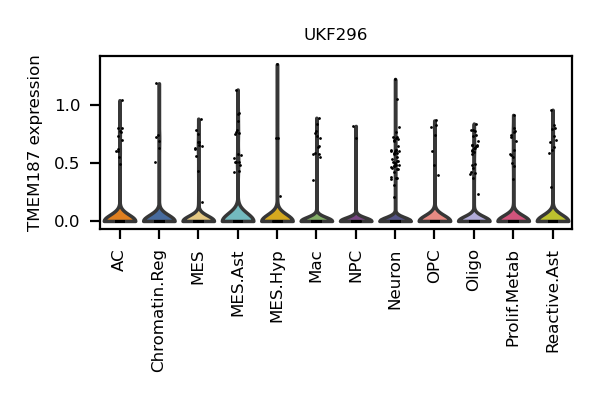 UKF296
TMEM187 expression
1.0
0.5
0.0
AC
Chromatin.Reg
MES
MES.Ast
MES.Hyp
Mac
NPC
Neuron
OPC
Oligo
Prolif.Metab
Reactive.Ast